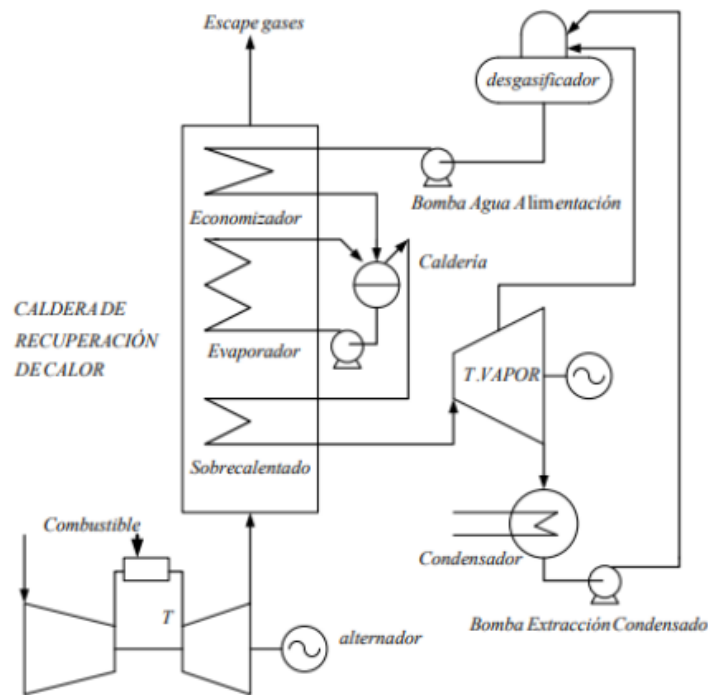 Escape gases
desgasificador
Bomba Agua Alimentación
Economizador
Caldería
CALDERA DE
RECUPERACIÓN
DE CALOR
Evaporador
T.VAPOR
Sobrecalentado
Combustible
Condensador
T
alternador
Bomba Extracción Condensado